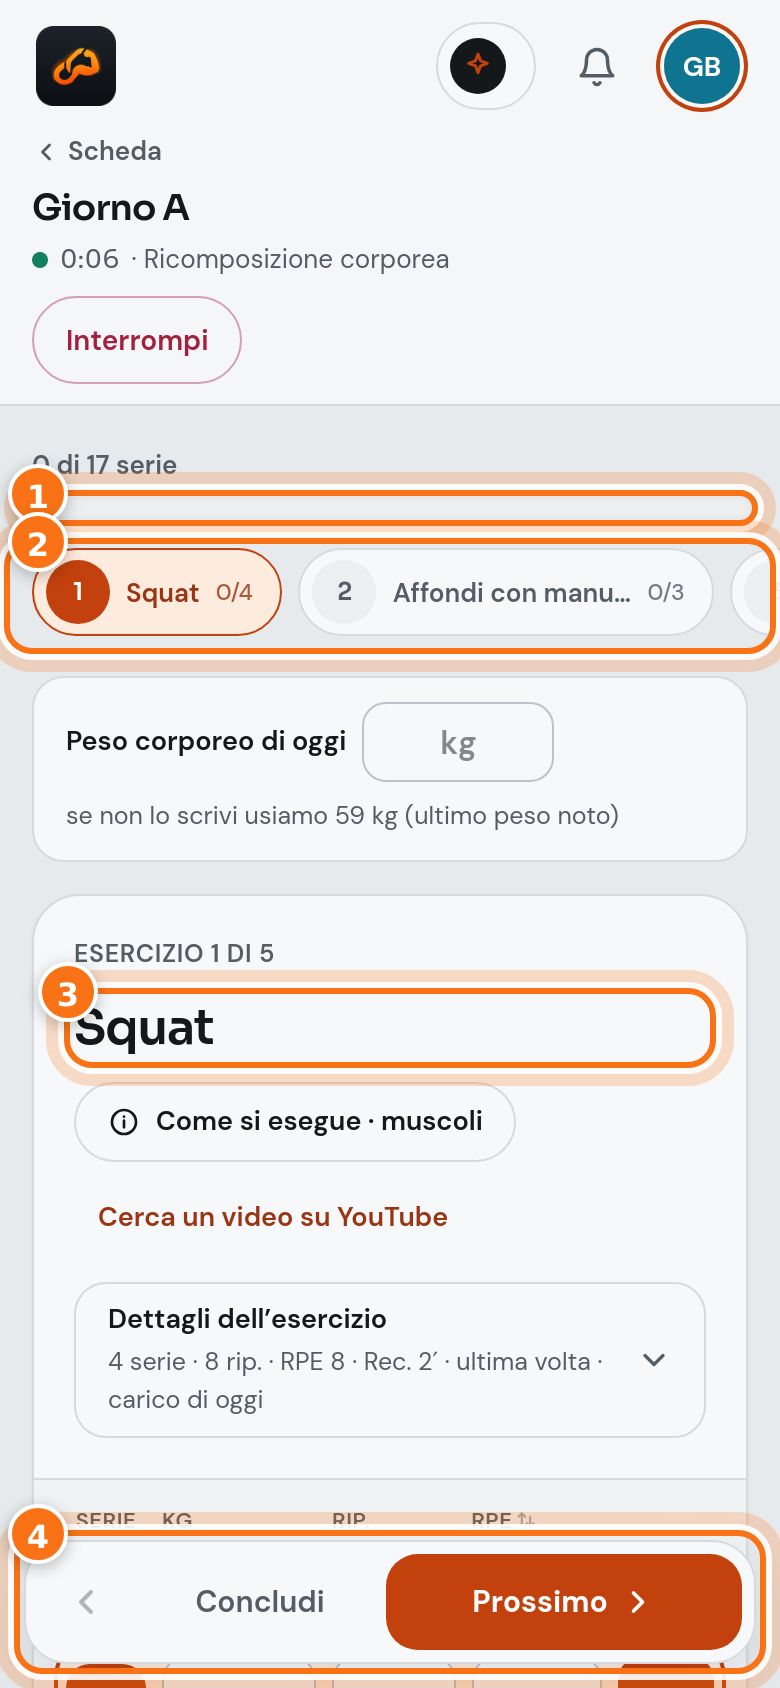 GB
Scheda
Giorno A
0:06 · Ricomposizione corporea
Interrompi
0 di 17 serie
1
2
1 Squat 0/4
2 Affondi con manu... 0/3
Peso corporeo di oggi kg
se non lo scrivi usiamo 59 kg (ultimo peso noto)
ESERCIZIO 1 DI 5
3
Squat
Come si esegue · muscoli
Cerca un video su YouTube
Dettagli dell’esercizio
4 serie · 8 rip. · RPE 8 · Rec. 2′ · ultima volta ·
carico di oggi
SERIE KG RIP. RPE
4
Concludi Prossimo